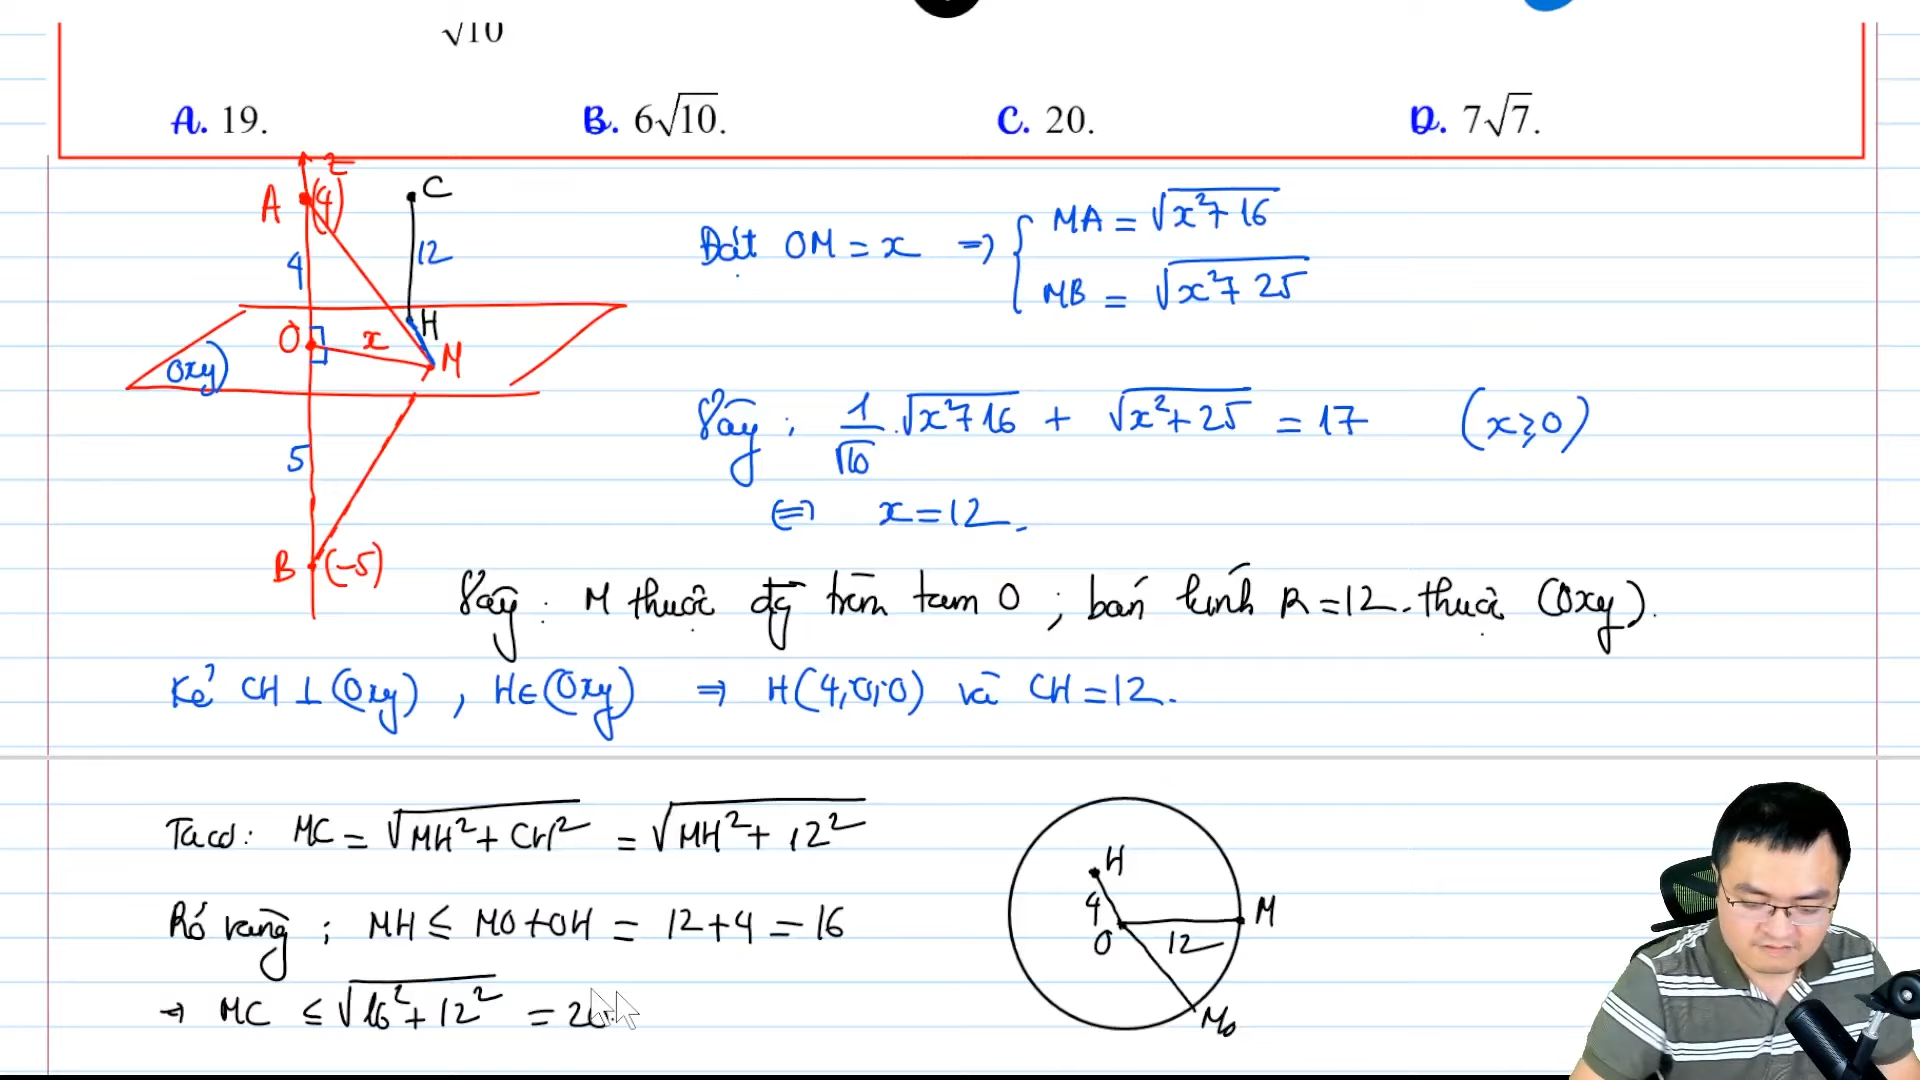 √10
A. 19. B. 6√10. C. 20. D. 7√7.
z
A (4) C
4 12
O x H M
(Oxy)
5
B (-5)
Đặt OM = x ⇒ { MA = √(x²+16)
MB = √(x²+25)
Vậy: 1/√10 . √(x²+16) + √(x²+25) = 17 (x ≥ 0)
⇔ x = 12.
Vậy: M thuộc đg tròn tâm O ; bán kính R = 12. thuộc (Oxy).
Kẻ CH ⊥ (Oxy) , H∈(Oxy) ⇒ H(4;0;0) và CH = 12.
Ta có: MC = √(MH² + CH²) = √(MH² + 12²)
Rõ ràng ; MH ≤ MO + OH = 12 + 4 = 16
→ MC ≤ √(16² + 12²) = 20.
H
4
O 12 M
M₀